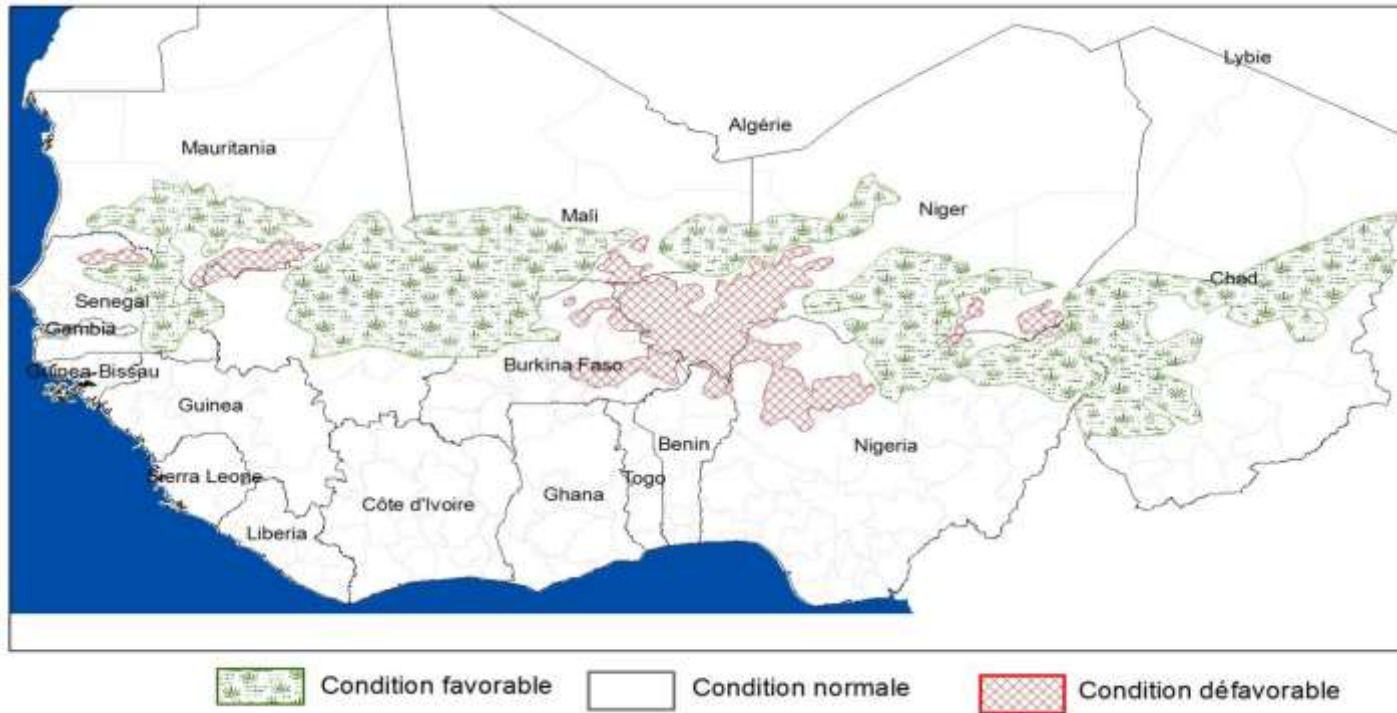 Lybie
Algérie
Mauritania
Mali
Niger
Chad
Senegal
Gambia
Guinea-Bissau
Burkina Faso
Guinea
Benin
Nigeria
Sierra Leone
Togo
Ghana
Côte d'Ivoire
Liberia
Condition favorable
Condition normale
Condition défavorable